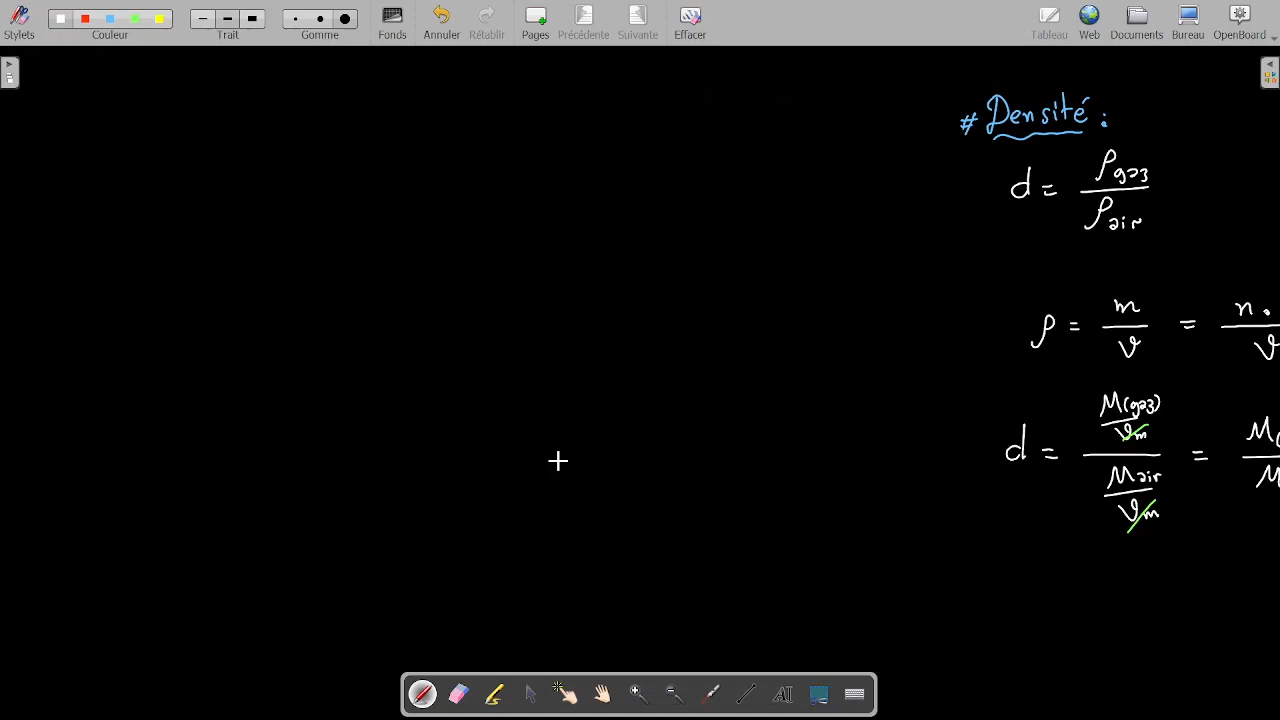 Stylets Couleur Trait Gomme Fonds Annuler Rétablir Pages Précédente Suivante Effacer Tableau Web Documents Bureau OpenBoard
# Densité :
d = ρgaz / ρair
ρ = m / v = n. / v
d = M(gaz) / vm / Mair / vm = M( / M
AI